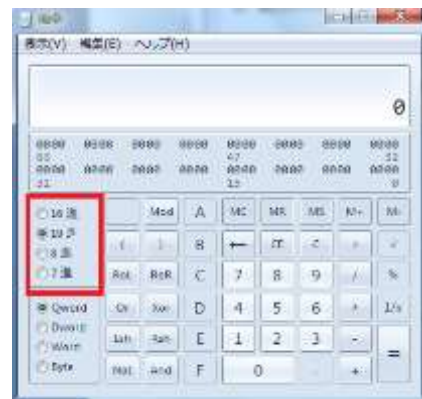 表示(V) 編集(E) ヘルプ(H)
0
0000 0000 0000 0000 0000 0000 0000 0000
63 47 32
0000 0000 0000 0000 0000 0000 0000 0000
31 15 0
16 進 Mod A MC MR MS M+ M-
10 進 ( ) B ← CE C
8 進
2 進 RoL RoR C 7 8 9 / %
Qword Or Xor D 4 5 6 * 1/x
Dword
Word Lsh Rsh E 1 2 3 - =
Byte Not And F 0 . +